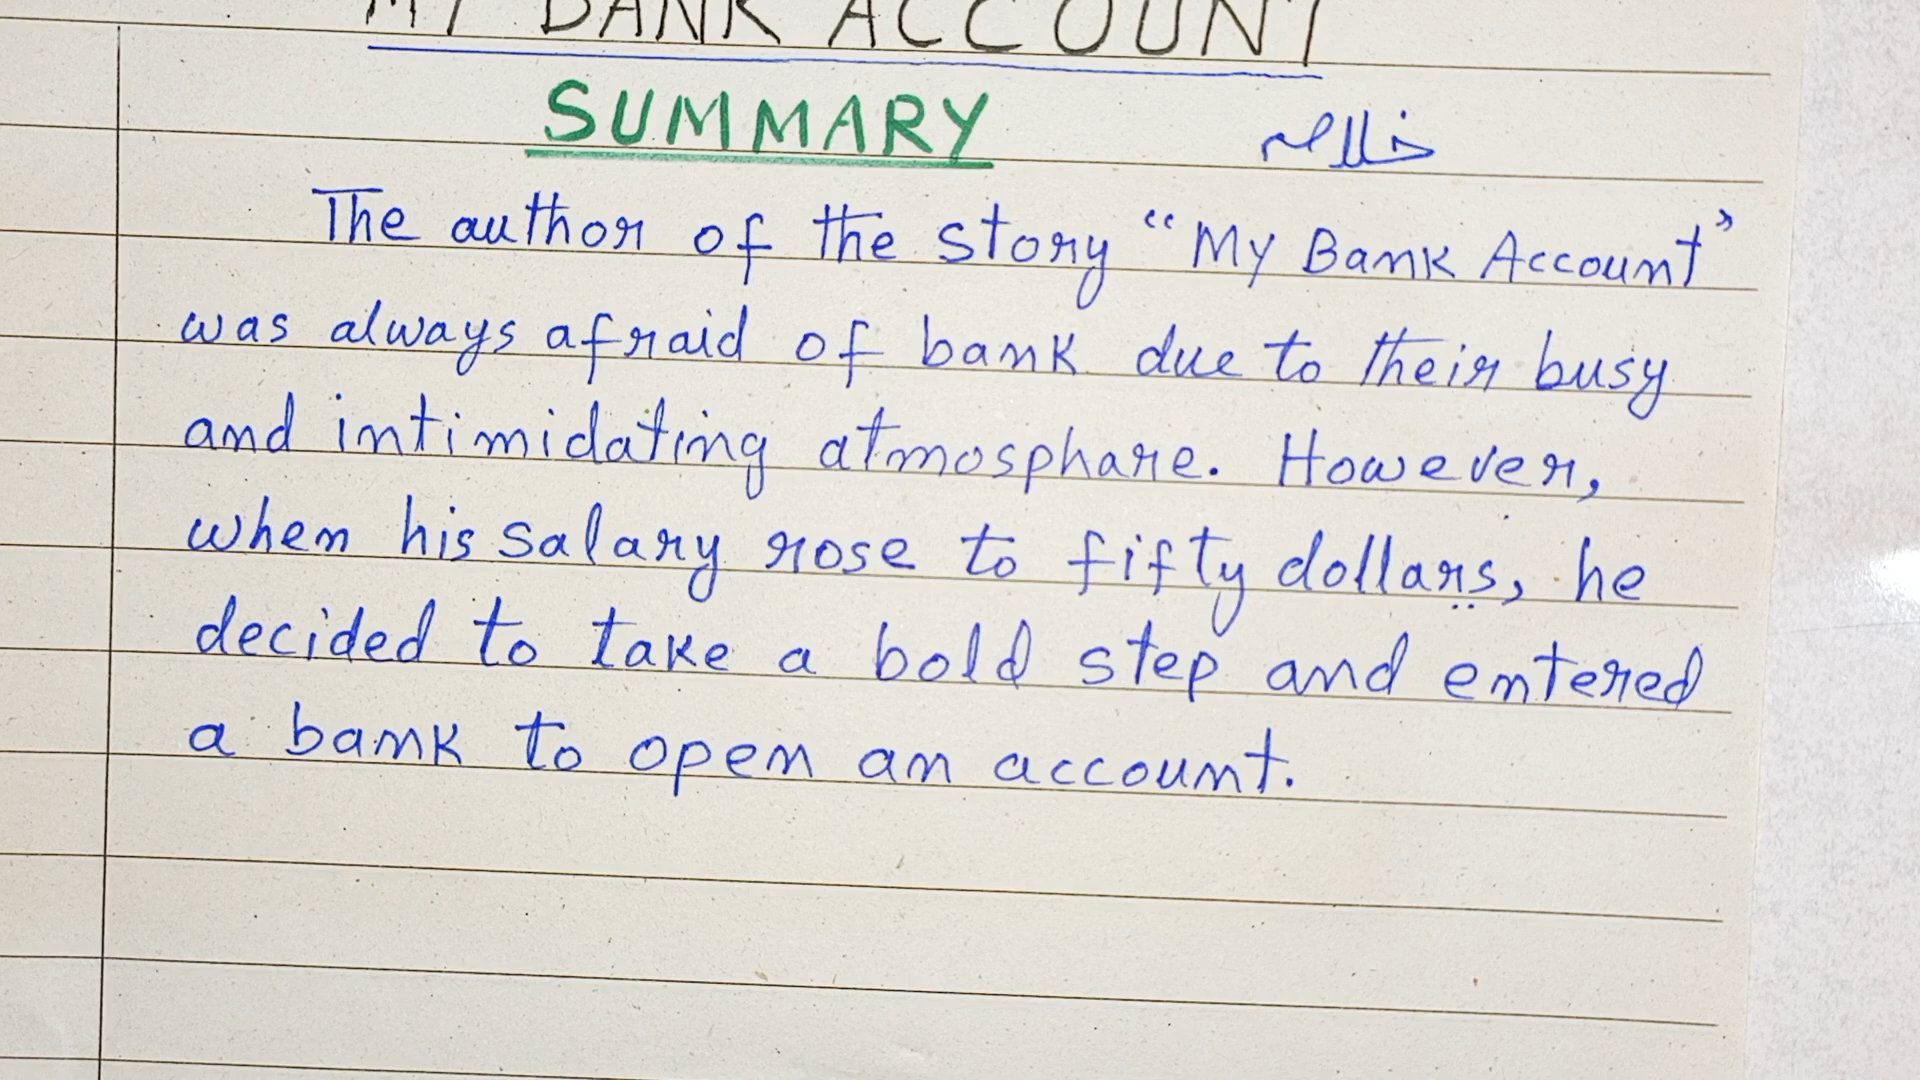 MY BANK ACCOUNT
SUMMARY خلاصہ
The author of the story “My Bank Account”
was always afraid of bank due to their busy
and intimidating atmosphare. However,
when his salary rose to fifty dollars, he
decided to take a bold step and entered
a bank to open an account.